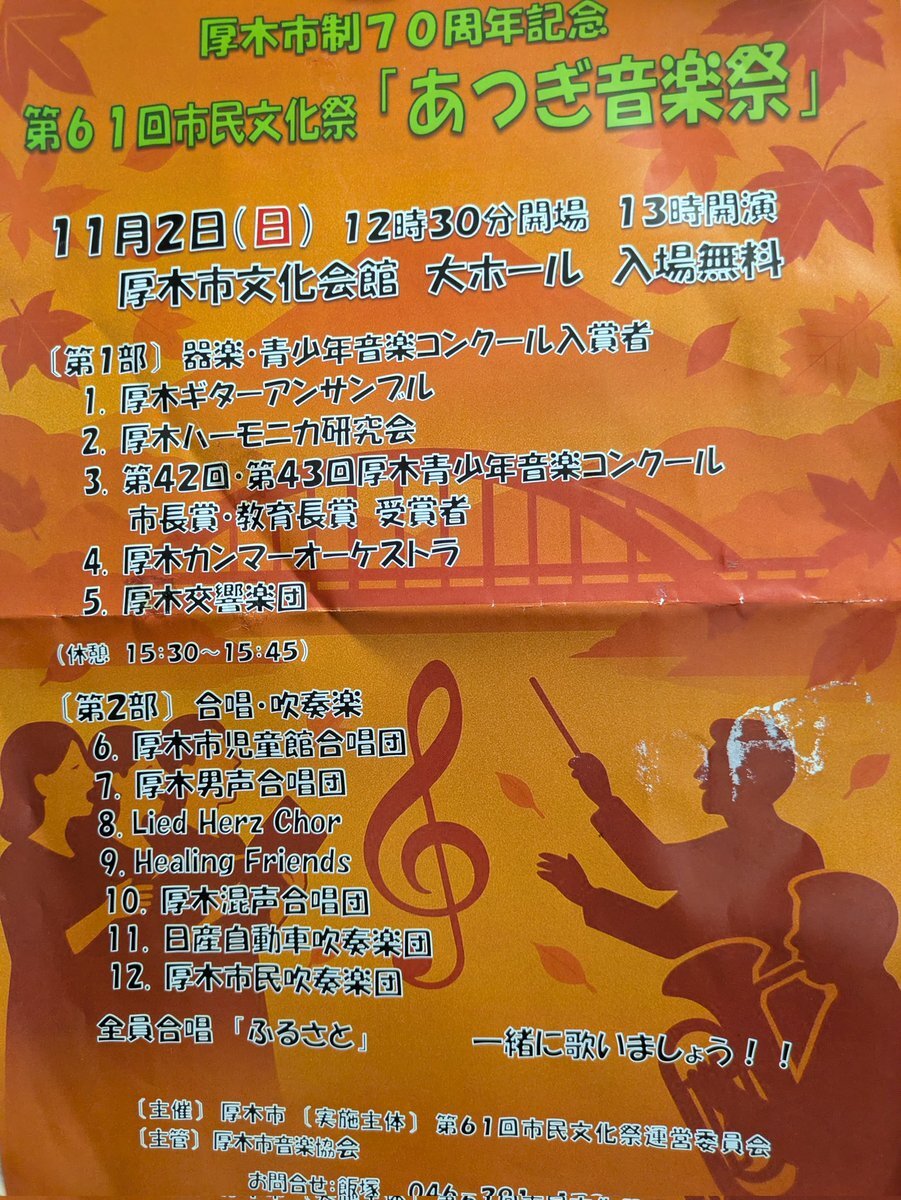 厚木市制70周年記念
第61回市民文化祭「あつぎ音楽祭」
11月2日(日) 12時30分開場 13時開演
厚木市文化会館 大ホール 入場無料
〔第1部〕器楽・青少年音楽コンクール入賞者
1. 厚木ギターアンサンブル
2. 厚木ハーモニカ研究会
3. 第42回・第43回厚木青少年音楽コンクール
市長賞・教育長賞 受賞者
4. 厚木カンマーオーケストラ
5. 厚木交響楽団
(休憩 15:30~15:45)
〔第2部〕合唱・吹奏楽
6. 厚木市児童館合唱団
7. 厚木男声合唱団
8. Lied Herz Chor
9. Healing Friends
10. 厚木混声合唱団
11. 日産自動車吹奏楽団
12. 厚木市民吹奏楽団
全員合唱「ふるさと」 一緒に歌いましょう!!
〔主催〕厚木市〔実施主体〕第61回市民文化祭運営委員会
〔主管〕厚木市音楽協会
お問合せ:飯塚 046